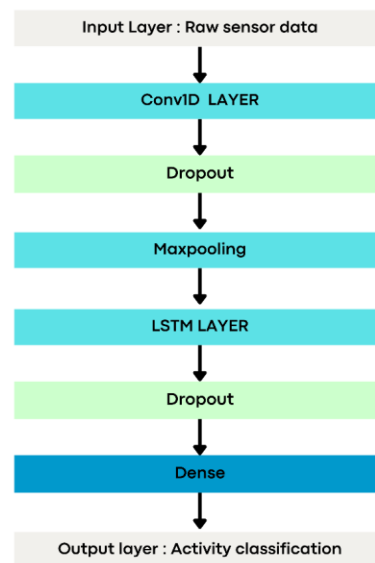 Input Layer : Raw sensor data
Conv1D LAYER
Dropout
Maxpooling
LSTM LAYER
Dropout
Dense
Output layer : Activity classification